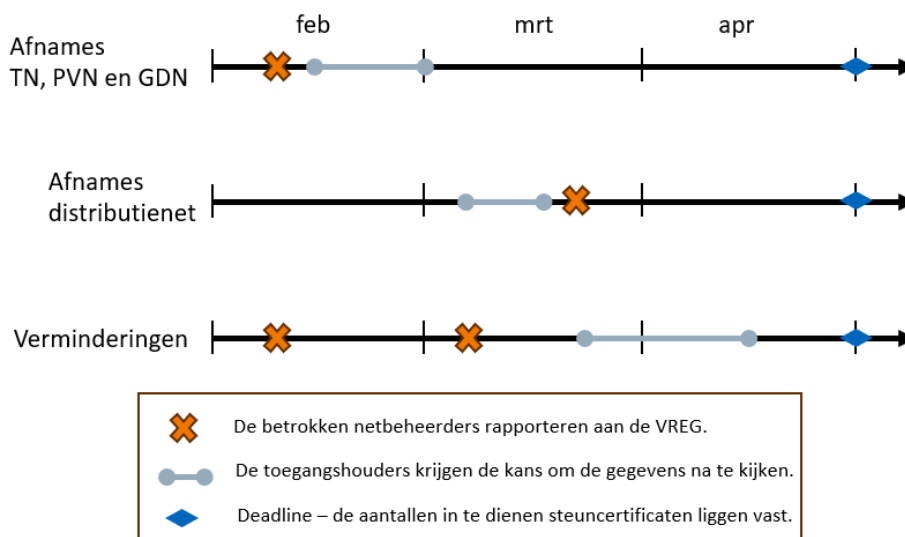 feb mrt apr
Afnames
TN, PVN en GDN
Afnames
distributienet
Verminderingen
De betrokken netbeheerders rapporteren aan de VREG.
De toegangshouders krijgen de kans om de gegevens na te kijken.
Deadline – de aantallen in te dienen steuncertificaten liggen vast.